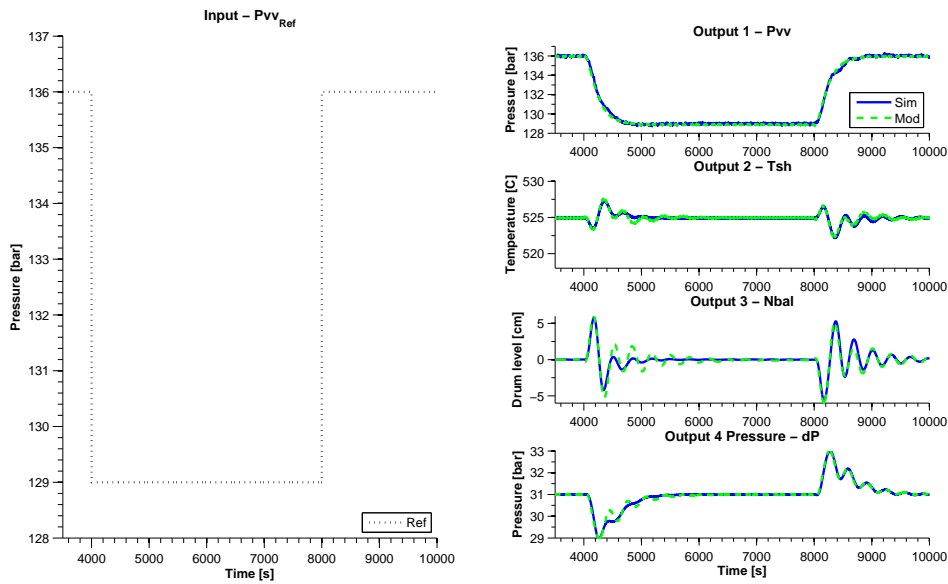 Input – Pvv_Ref
Pressure [bar]
137
136
135
134
133
132
131
130
129
128
4000 5000 6000 7000 8000 9000 10000
Time [s]
Ref
Output 1 – Pvv
Pressure [bar]
136
134
132
130
128
4000 5000 6000 7000 8000 9000 10000
Sim
Mod
Output 2 – Tsh
Temperature [C]
530
525
520
4000 5000 6000 7000 8000 9000 10000
Output 3 – Nbal
Drum level [cm]
5
0
−5
4000 5000 6000 7000 8000 9000 10000
Output 4 Pressure – dP
Pressure [bar]
33
32
31
30
29
4000 5000 6000 7000 8000 9000 10000
Time [s]